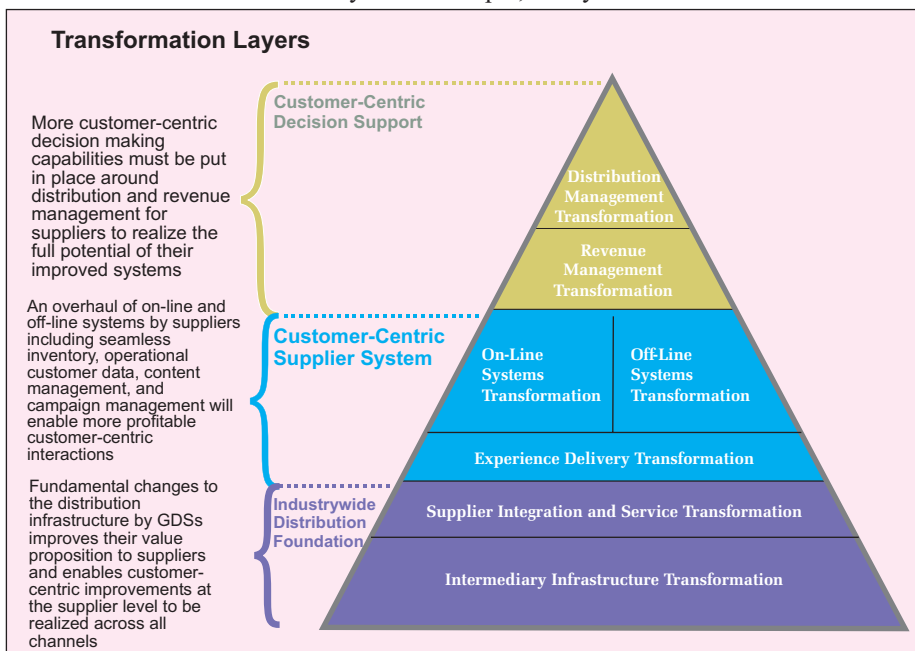 Transformation Layers
More customer-centric
decision making
capabilities must be put
in place around
distribution and revenue
management for
suppliers to realize the
full potential of their
improved systems
Customer-Centric
Decision Support
Distribution
Management
Transformation
Revenue
Management
Transformation
An overhaul of on-line and
off-line systems by suppliers
including seamless
inventory, operational
customer data, content
management, and
campaign management will
enable more profitable
customer-centric
interactions
Customer-Centric
Supplier System
On-Line
Systems
Transformation
Off-Line
Systems
Transformation
Experience Delivery Transformation
Fundamental changes to
the distribution
infrastructure by GDSs
improves their value
proposition to suppliers
and enables customer-
centric improvements at
the supplier level to be
realized across all
channels
Industrywide
Distribution
Foundation
Supplier Integration and Service Transformation
Intermediary Infrastructure Transformation